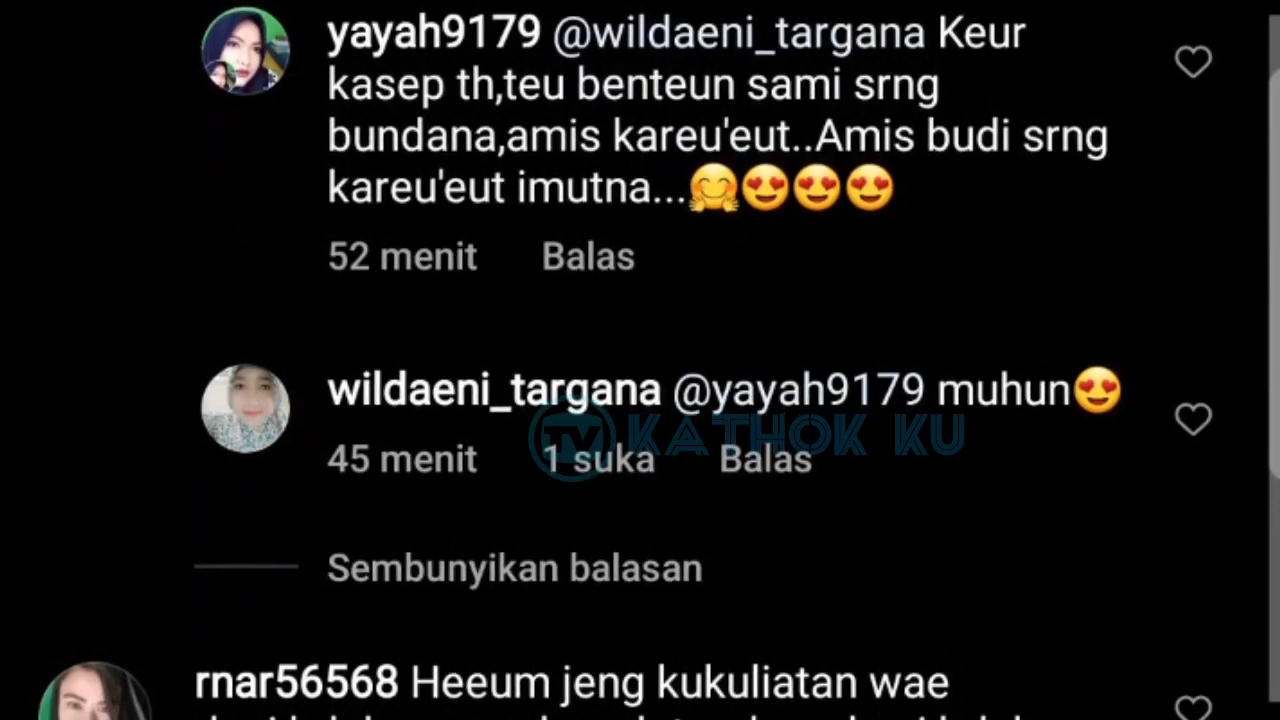 yayah9179 @wildaeni_targana Keur
kasep th,teu benteun sami srng
bundana,amis kareu'eut..Amis budi srng
kareu'eut imutna...🤗😍😍😍
52 menit Balas
wildaeni_targana @yayah9179 muhun😍
TV KATHOK KU
45 menit 1 suka Balas
Sembunyikan balasan
rnar56568 Heeum jeng kukuliatan wae